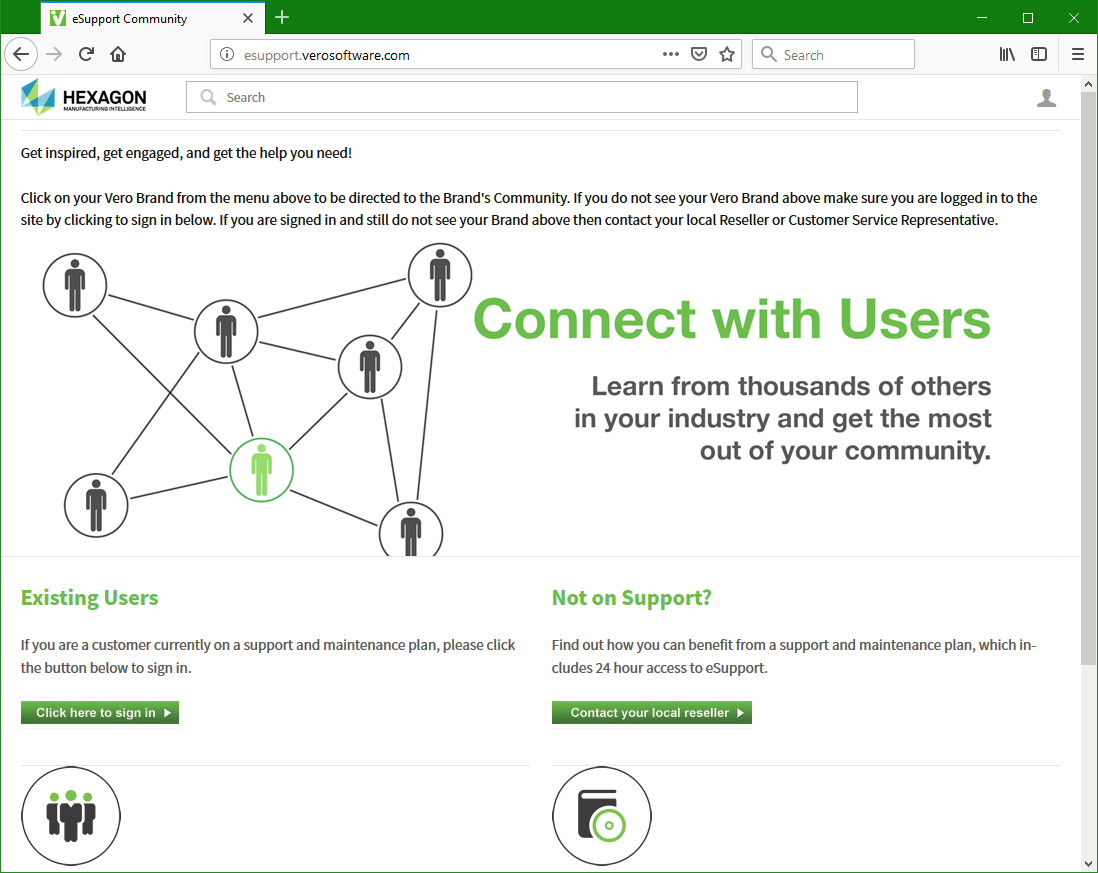 eSupport Community
esupport.verosoftware.com
Search
HEXAGON
MANUFACTURING INTELLIGENCE
Search
Get inspired, get engaged, and get the help you need!
Click on your Vero Brand from the menu above to be directed to the Brand's Community. If you do not see your Vero Brand above make sure you are logged in to the
site by clicking to sign in below. If you are signed in and still do not see your Brand above then contact your local Reseller or Customer Service Representative.
Connect with Users
Learn from thousands of others
in your industry and get the most
out of your community.
Existing Users
If you are a customer currently on a support and maintenance plan, please click
the button below to sign in.
Click here to sign in
Not on Support?
Find out how you can benefit from a support and maintenance plan, which in-
cludes 24 hour access to eSupport.
Contact your local reseller